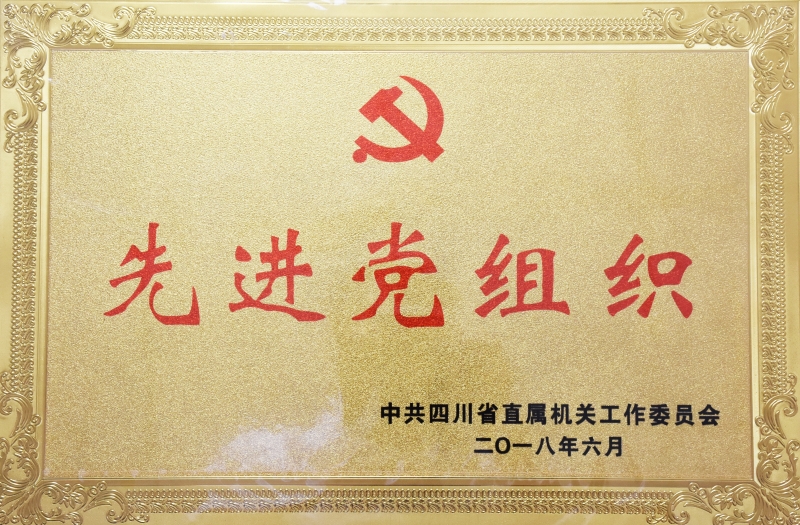 先进党组织
中共四川省直属机关工作委员会
二〇一八年六月